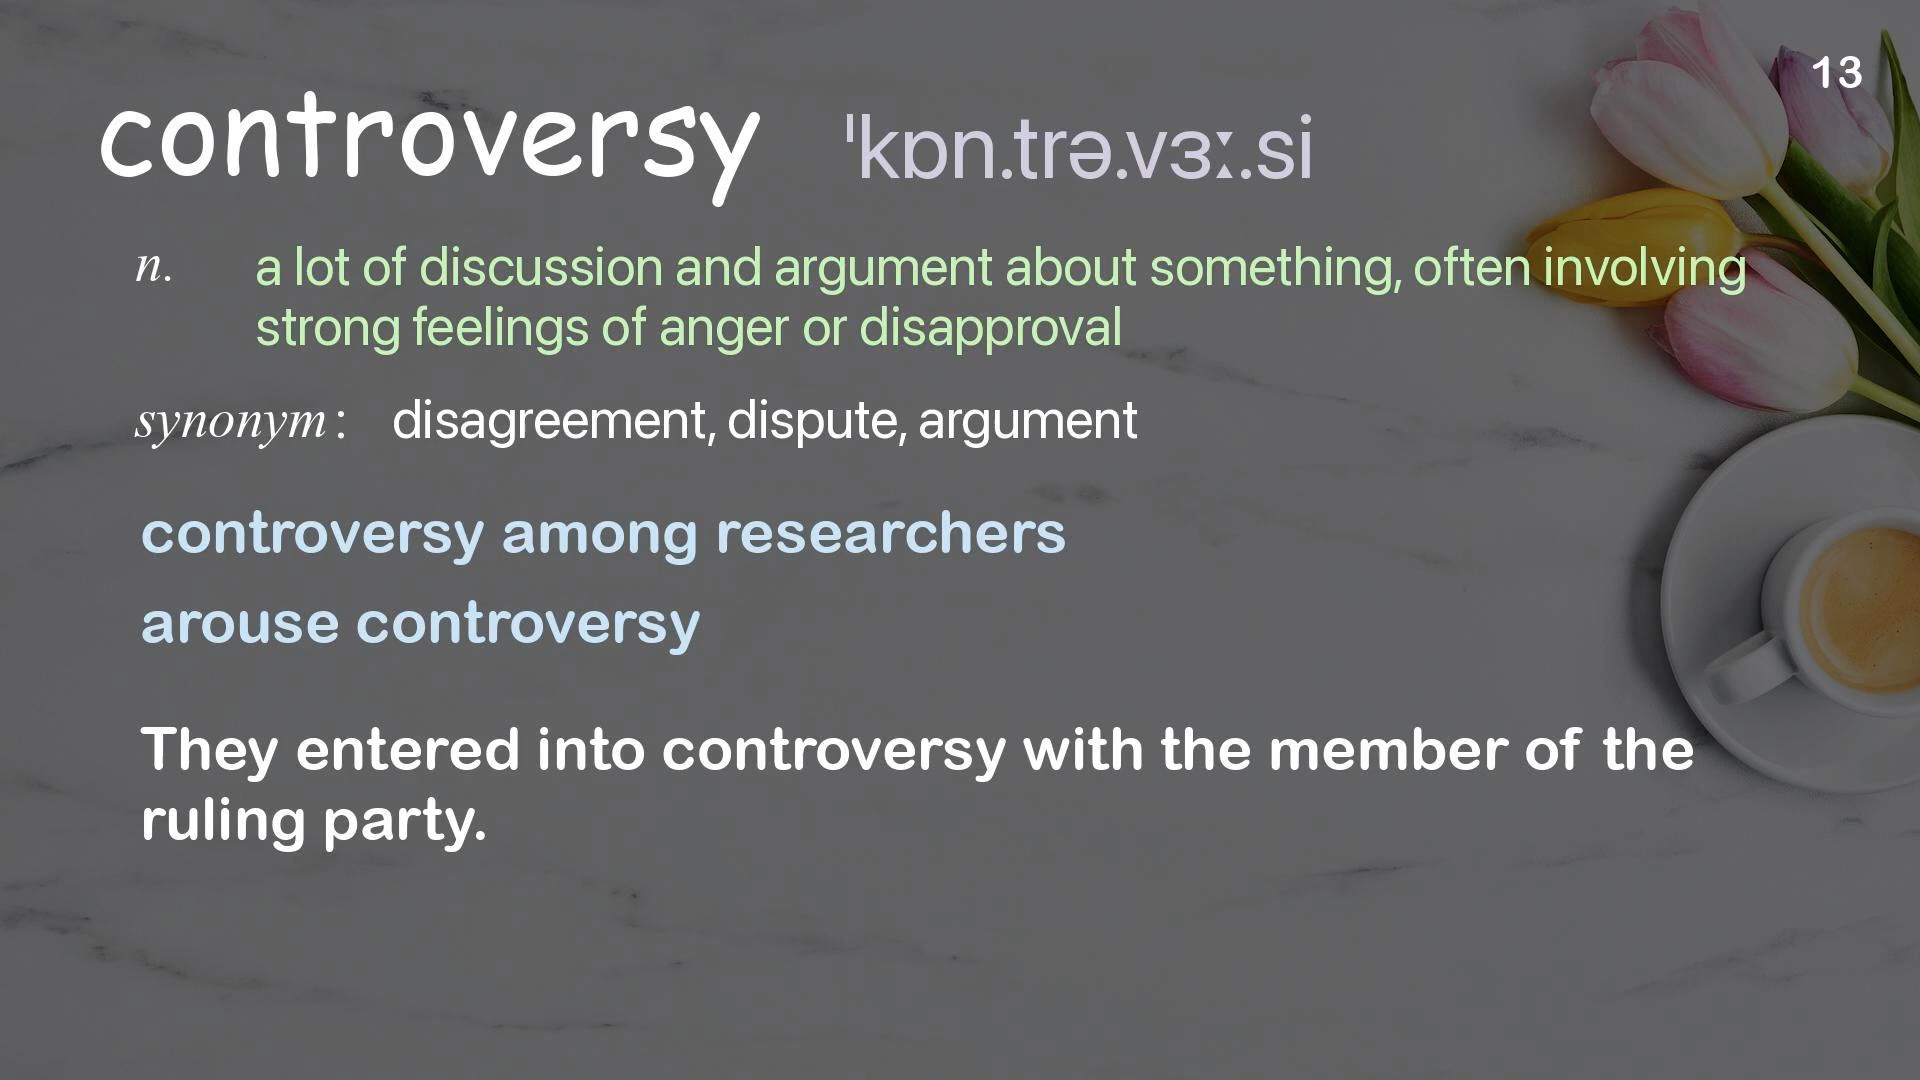 13
controversy ˈkɒn.trə.vɜː.si
n. a lot of discussion and argument about something, often involving
strong feelings of anger or disapproval
synonym: disagreement, dispute, argument
controversy among researchers
arouse controversy
They entered into controversy with the member of the
ruling party.